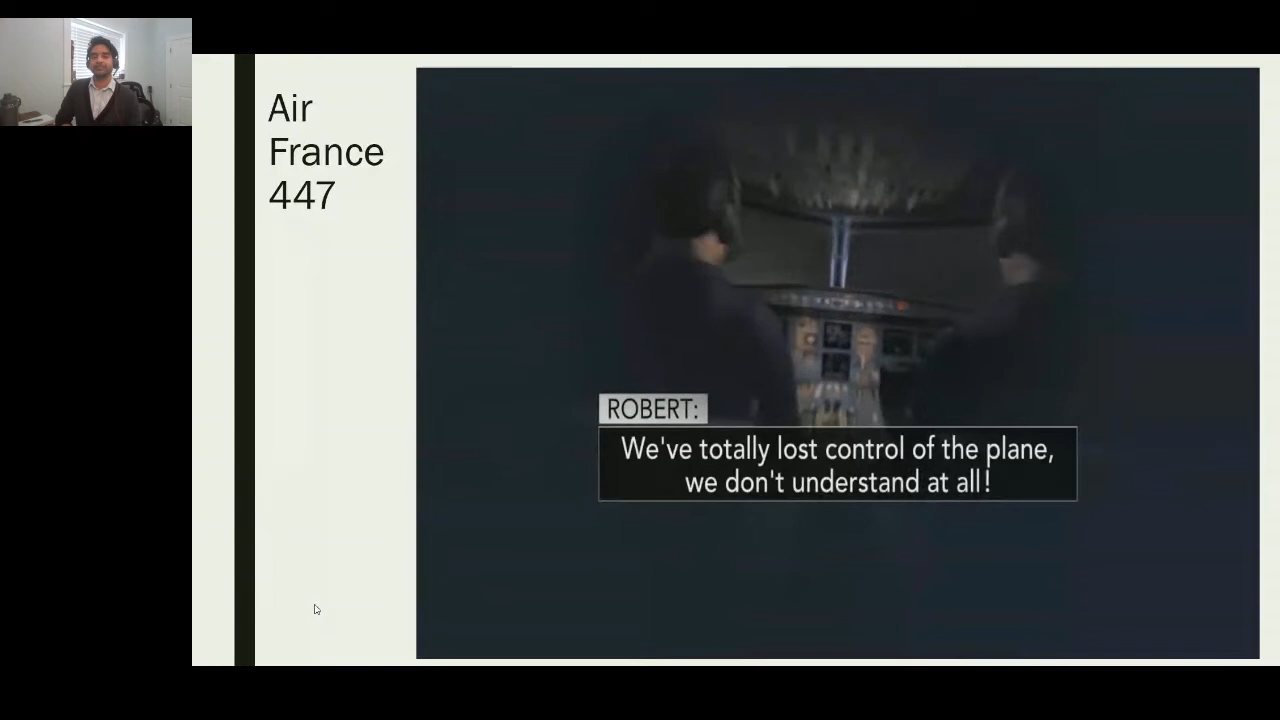 Air
France
447
ROBERT:
We've totally lost control of the plane,
we don't understand at all!